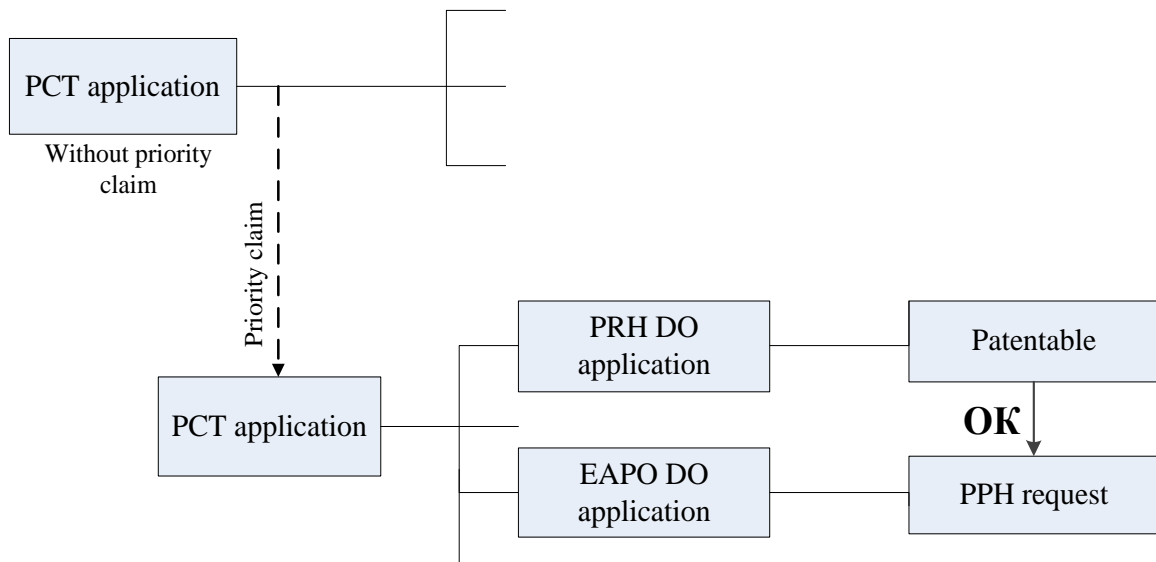 PCT application
Without priority
claim
Priority claim
PRH DO
application
Patentable
PCT application
OK
EAPO DO
application
PPH request